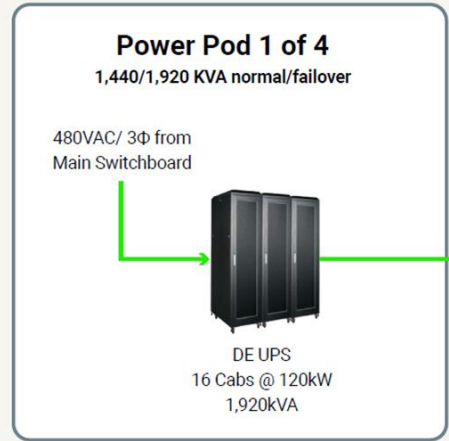 Power Pod 1 of 4
1,440/1,920 KVA normal/failover
480VAC/ 3Φ from
Main Switchboard
DE UPS
16 Cabs @ 120kW
1,920kVA